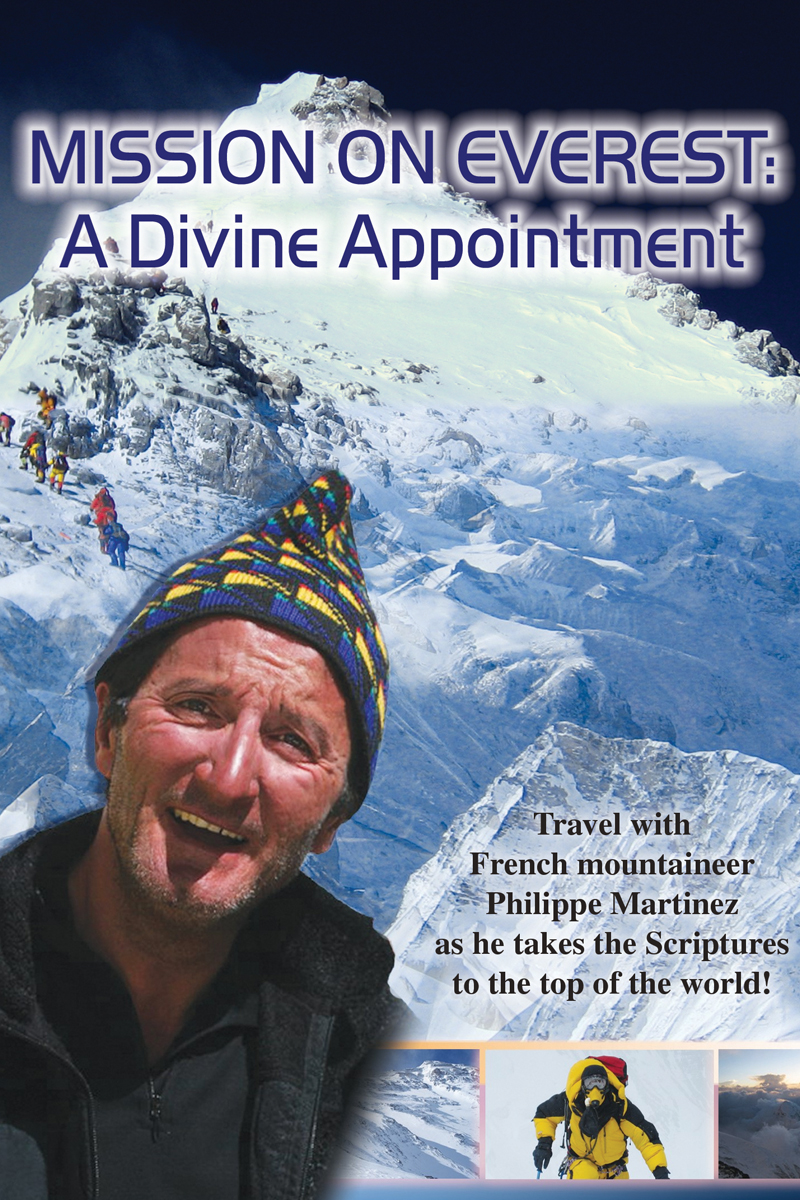 MISSION ON EVEREST:
A Divine Appointment
Travel with
French mountaineer
Philippe Martinez
as he takes the Scriptures
to the top of the world!